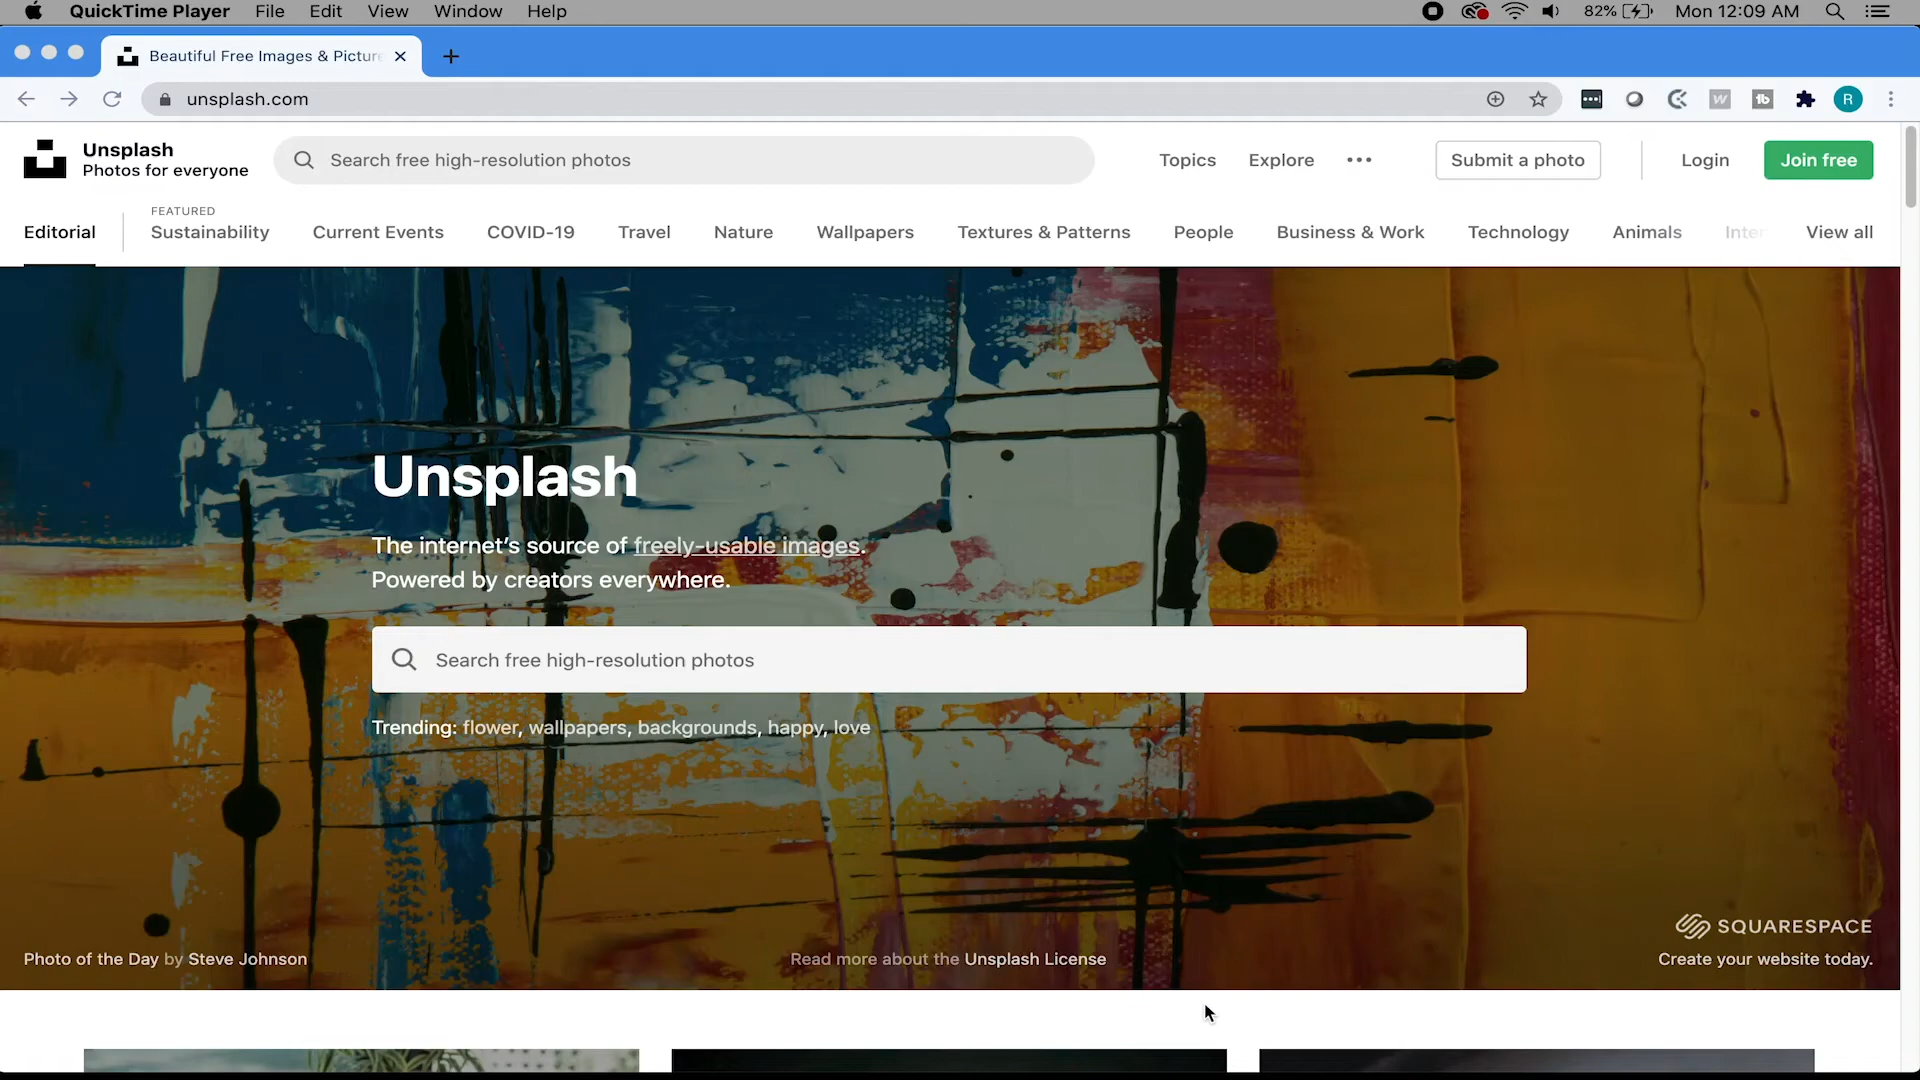 QuickTime Player File Edit View Window Help 82% Mon 12:09 AM
Beautiful Free Images & Picture
unsplash.com R
Unsplash
Photos for everyone
Search free high-resolution photos
Topics Explore Submit a photo Login Join free
FEATURED
Editorial Sustainability Current Events COVID-19 Travel Nature Wallpapers Textures & Patterns People Business & Work Technology Animals Inter View all
Unsplash
The internet's source of freely-usable images.
Powered by creators everywhere.
Search free high-resolution photos
Trending: flower, wallpapers, backgrounds, happy, love
SQUARESPACE
Photo of the Day by Steve Johnson Read more about the Unsplash License Create your website today.